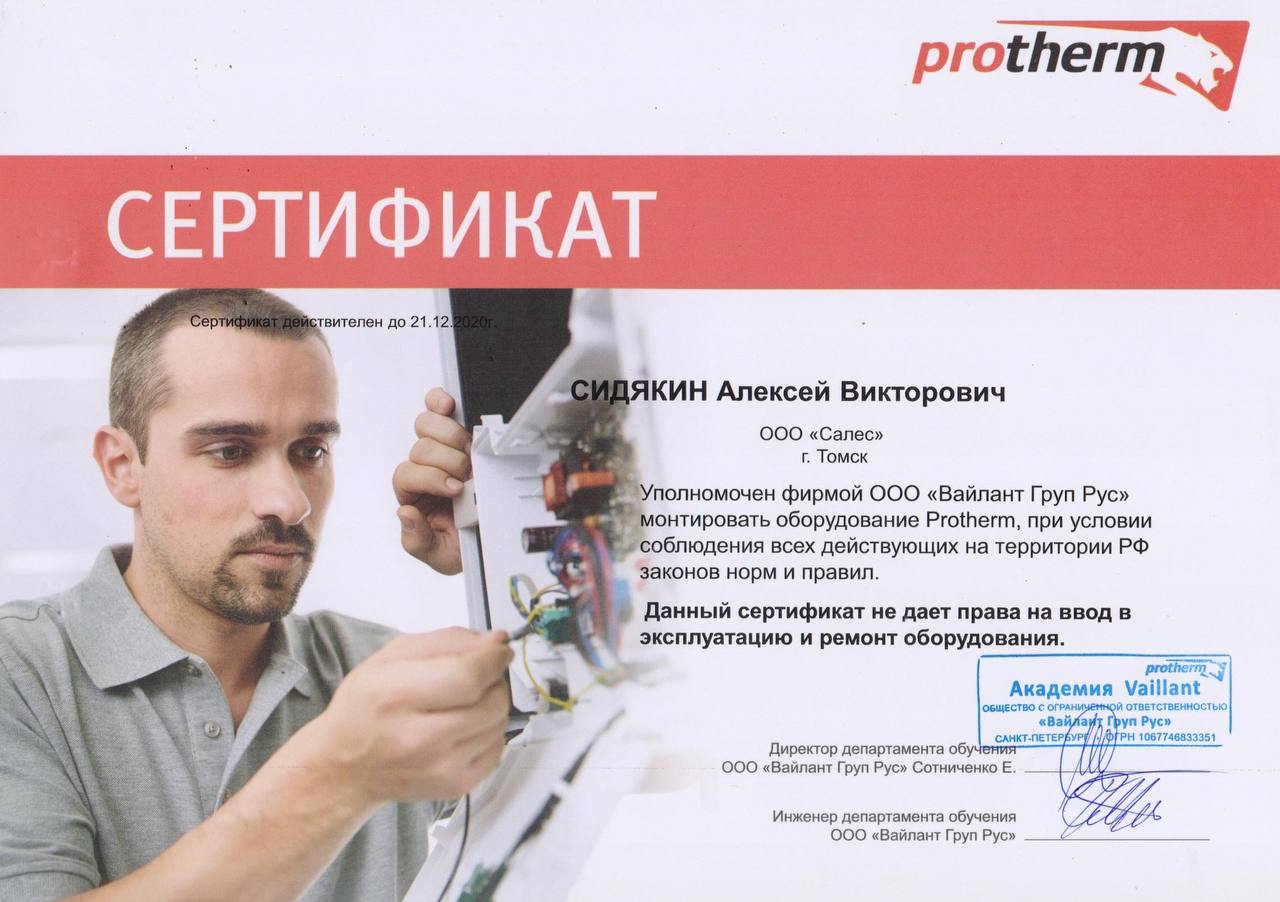 protherm
СЕРТИФИКАТ
Сертификат действителен до 21.12.2020г.
СИДЯКИН Алексей Викторович
ООО «Салес»
г. Томск
Уполномочен фирмой ООО «Вайлант Груп Рус»
монтировать оборудование Protherm, при условии
соблюдения всех действующих на территории РФ
законов норм и правил.
Данный сертификат не дает права на ввод в
эксплуатацию и ремонт оборудования.
protherm
Академия Vaillant
ОБЩЕСТВО С ОГРАНИЧЕННОЙ ОТВЕТСТВЕННОСТЬЮ
«Вайлант Груп Рус»
САНКТ-ПЕТЕРБУРГ - ОГРН 1067746833351
Директор департамента обучения
ООО «Вайлант Груп Рус» Сотниченко Е.
Инженер департамента обучения
ООО «Вайлант Груп Рус»